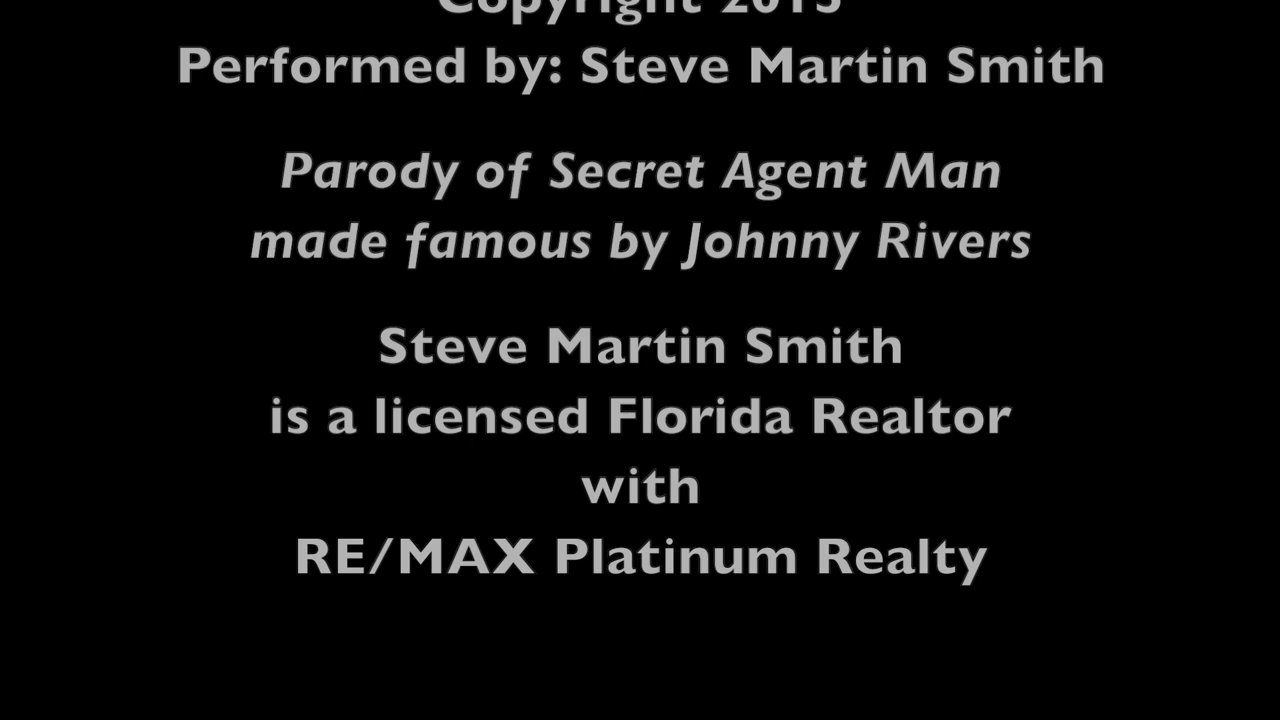 Copyright
Performed by: Steve Martin Smith
Parody of Secret Agent Man
made famous by Johnny Rivers
Steve Martin Smith
is a licensed Florida Realtor
with
RE/MAX Platinum Realty